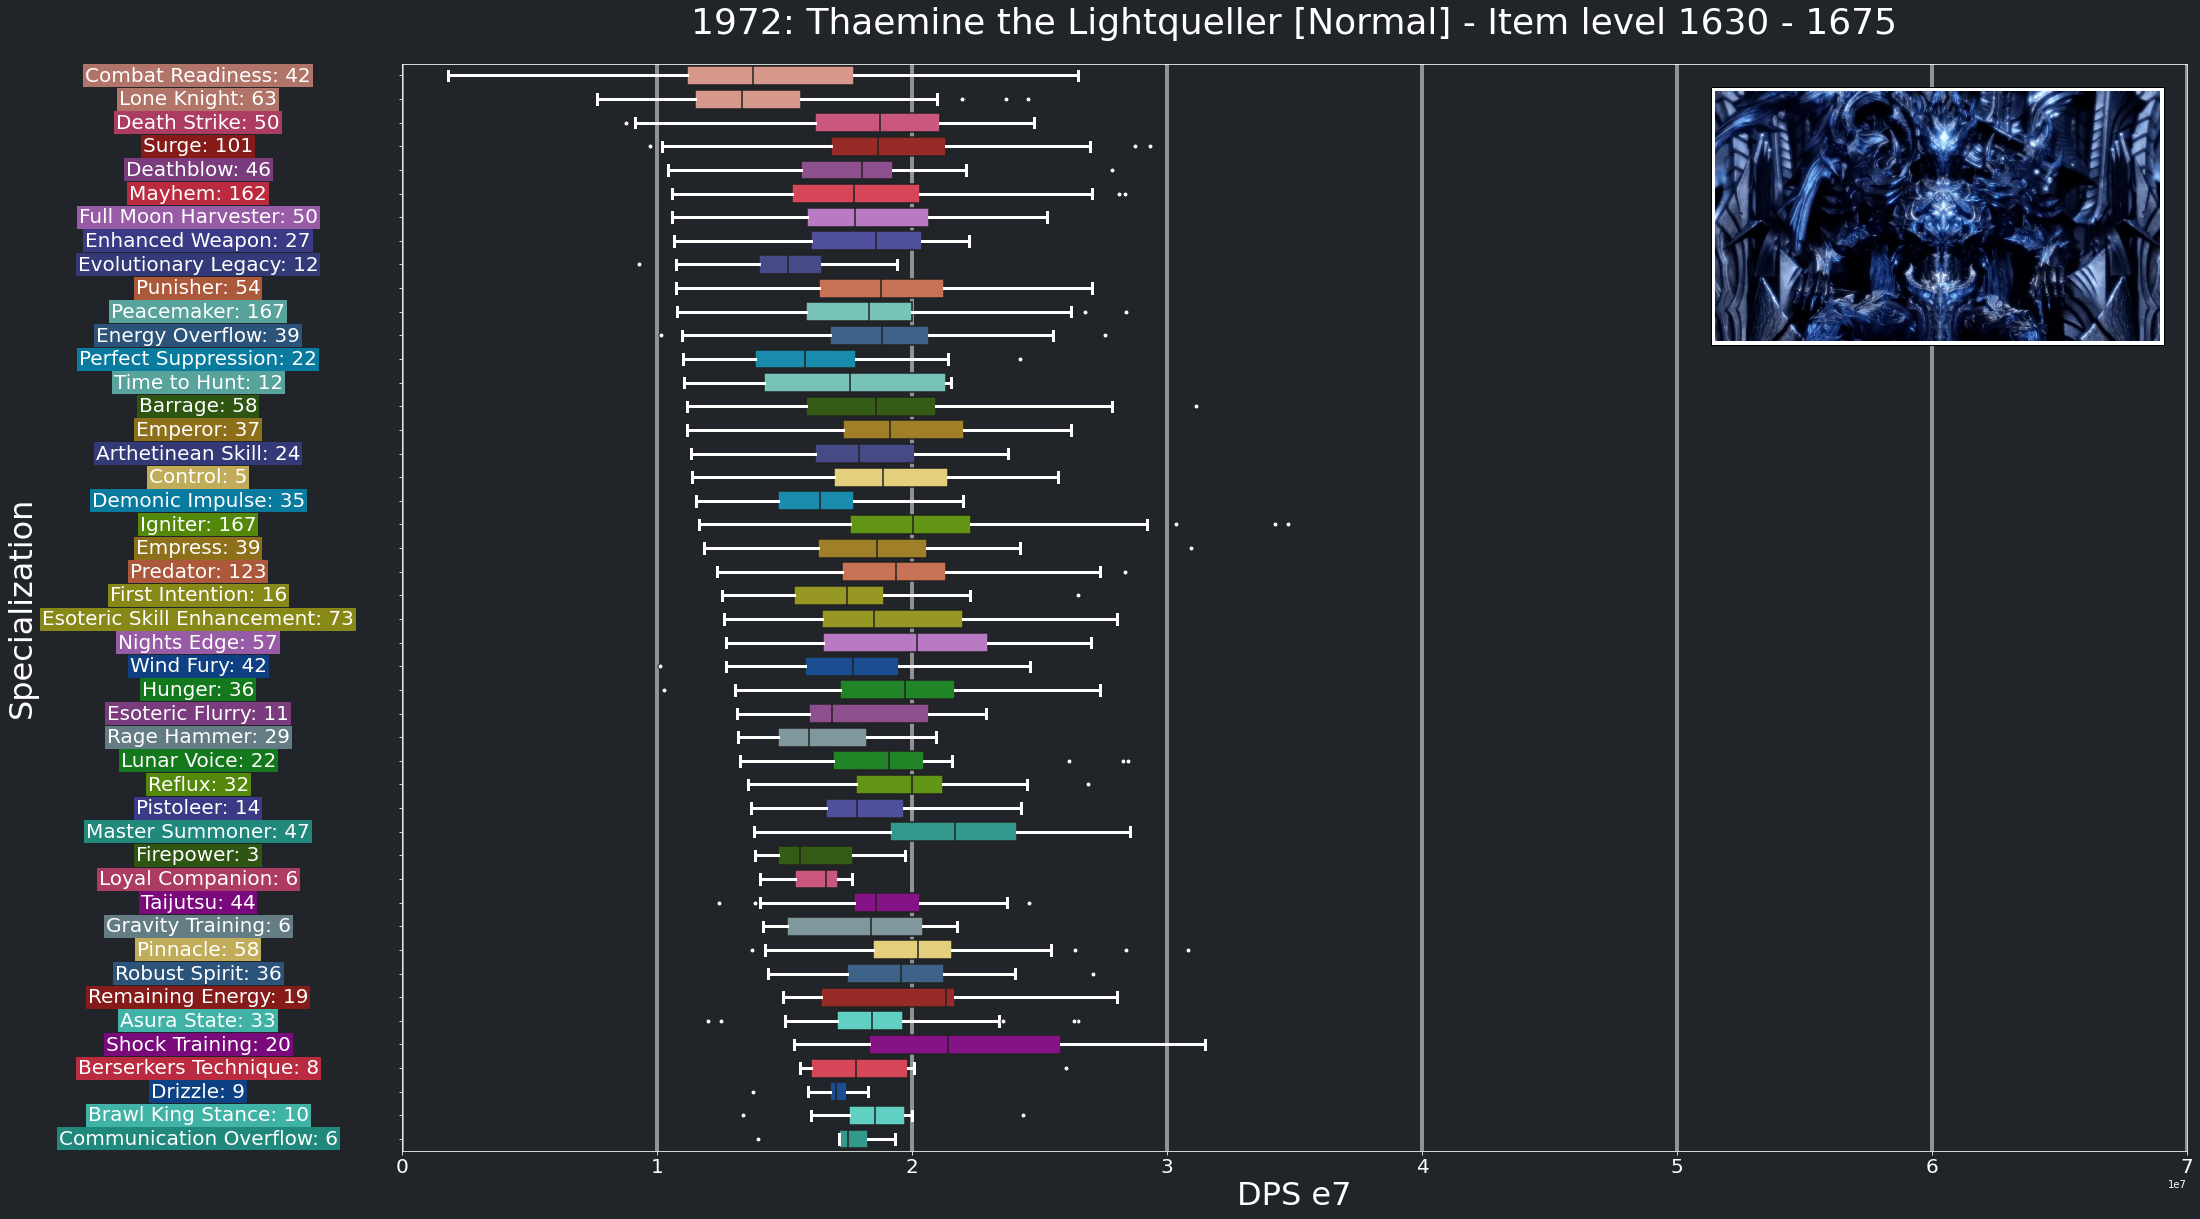 1972: Thaemine the Lightqueller [Normal] - Item level 1630 - 1675
Combat Readiness: 42
Lone Knight: 63
Death Strike: 50
Surge: 101
Deathblow: 46
Mayhem: 162
Full Moon Harvester: 50
Enhanced Weapon: 27
Evolutionary Legacy: 12
Punisher: 54
Peacemaker: 167
Energy Overflow: 39
Perfect Suppression: 22
Time to Hunt: 12
Barrage: 58
Emperor: 37
Arthetinean Skill: 24
Control: 5
Demonic Impulse: 35
Igniter: 167
Empress: 39
Predator: 123
First Intention: 16
Esoteric Skill Enhancement: 73
Nights Edge: 57
Wind Fury: 42
Hunger: 36
Esoteric Flurry: 11
Rage Hammer: 29
Lunar Voice: 22
Reflux: 32
Pistoleer: 14
Master Summoner: 47
Firepower: 3
Loyal Companion: 6
Taijutsu: 44
Gravity Training: 6
Pinnacle: 58
Robust Spirit: 36
Remaining Energy: 19
Asura State: 33
Shock Training: 20
Berserkers Technique: 8
Drizzle: 9
Brawl King Stance: 10
Communication Overflow: 6
Specialization
0 1 2 3 4 5 6 7
1e7
DPS e7